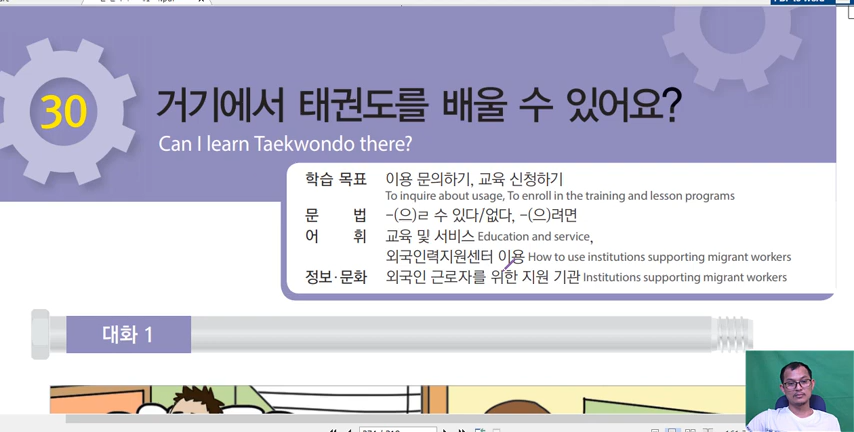 30
거기에서 태권도를 배울 수 있어요?
Can I learn Taekwondo there?
학습 목표 이용 문의하기, 교육 신청하기
To inquire about usage, To enroll in the training and lesson programs
문 법 -(으)ㄹ 수 있다/없다, -(으)려면
어 휘 교육 및 서비스 Education and service,
외국인력지원센터 이용 How to use institutions supporting migrant workers
정보·문화 외국인 근로자를 위한 지원 기관 Institutions supporting migrant workers
대화 1